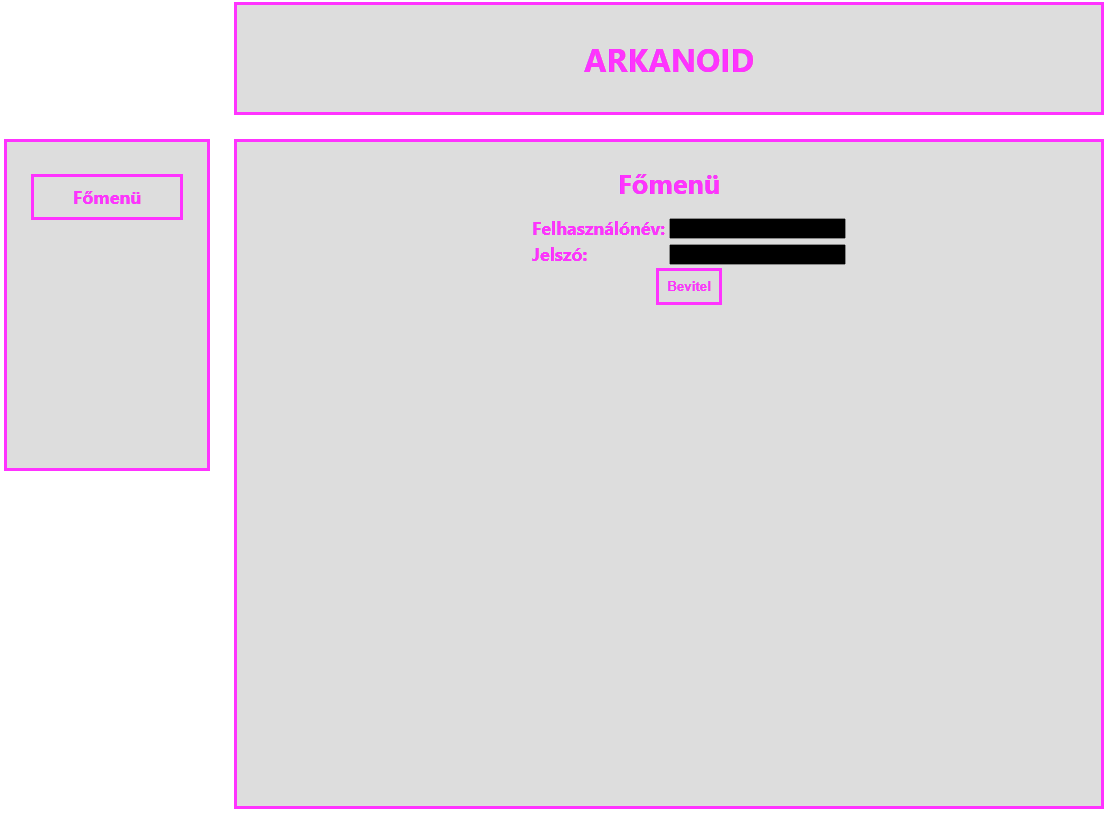 ARKANOID
Főmenü
Főmenü
Felhasználónév:
Jelszó:
Bevitel